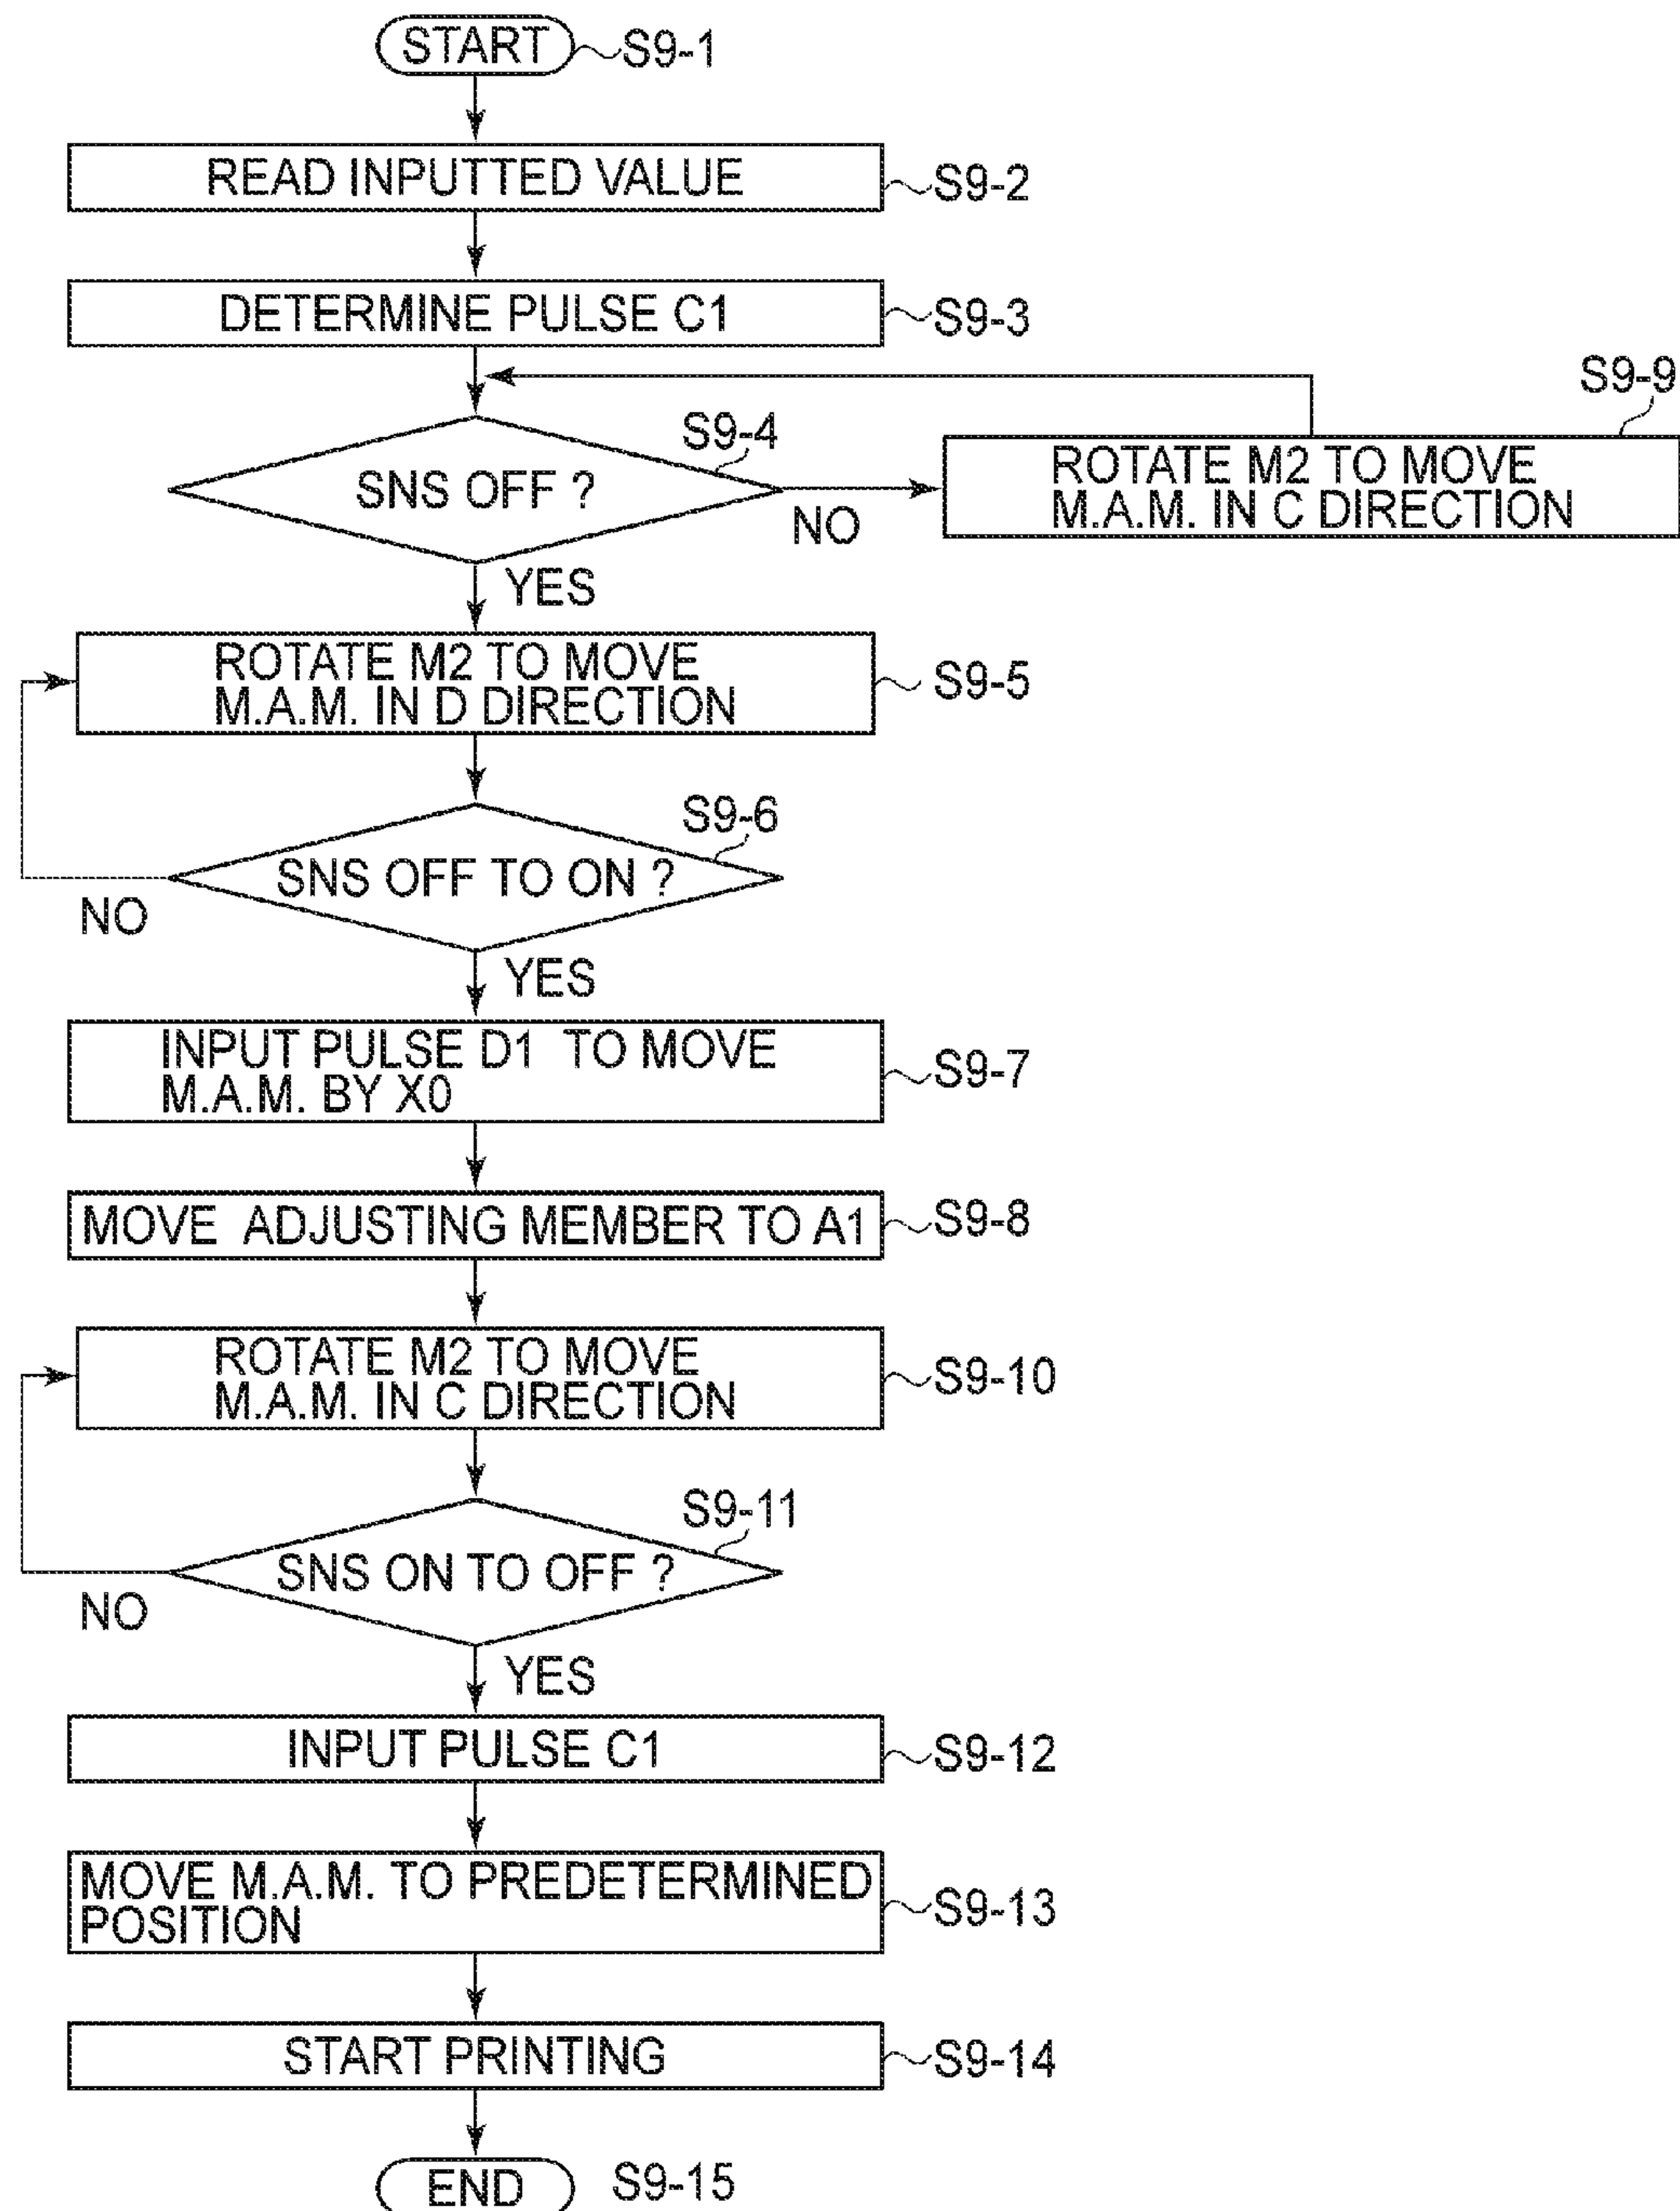 START
S9-1
READ INPUTTED VALUE
S9-2
DETERMINE PULSE C1
S9-3
S9-9
S9-4
SNS OFF ?
NO
ROTATE M2 TO MOVE
M.A.M. IN C DIRECTION
YES
ROTATE M2 TO MOVE
M.A.M. IN D DIRECTION
S9-5
S9-6
SNS OFF TO ON ?
NO
YES
INPUT PULSE D1 TO MOVE
M.A.M. BY X0
S9-7
MOVE ADJUSTING MEMBER TO A1
S9-8
ROTATE M2 TO MOVE
M.A.M. IN C DIRECTION
S9-10
S9-11
SNS ON TO OFF ?
NO
YES
INPUT PULSE C1
S9-12
MOVE M.A.M. TO PREDETERMINED
POSITION
S9-13
START PRINTING
S9-14
END
S9-15